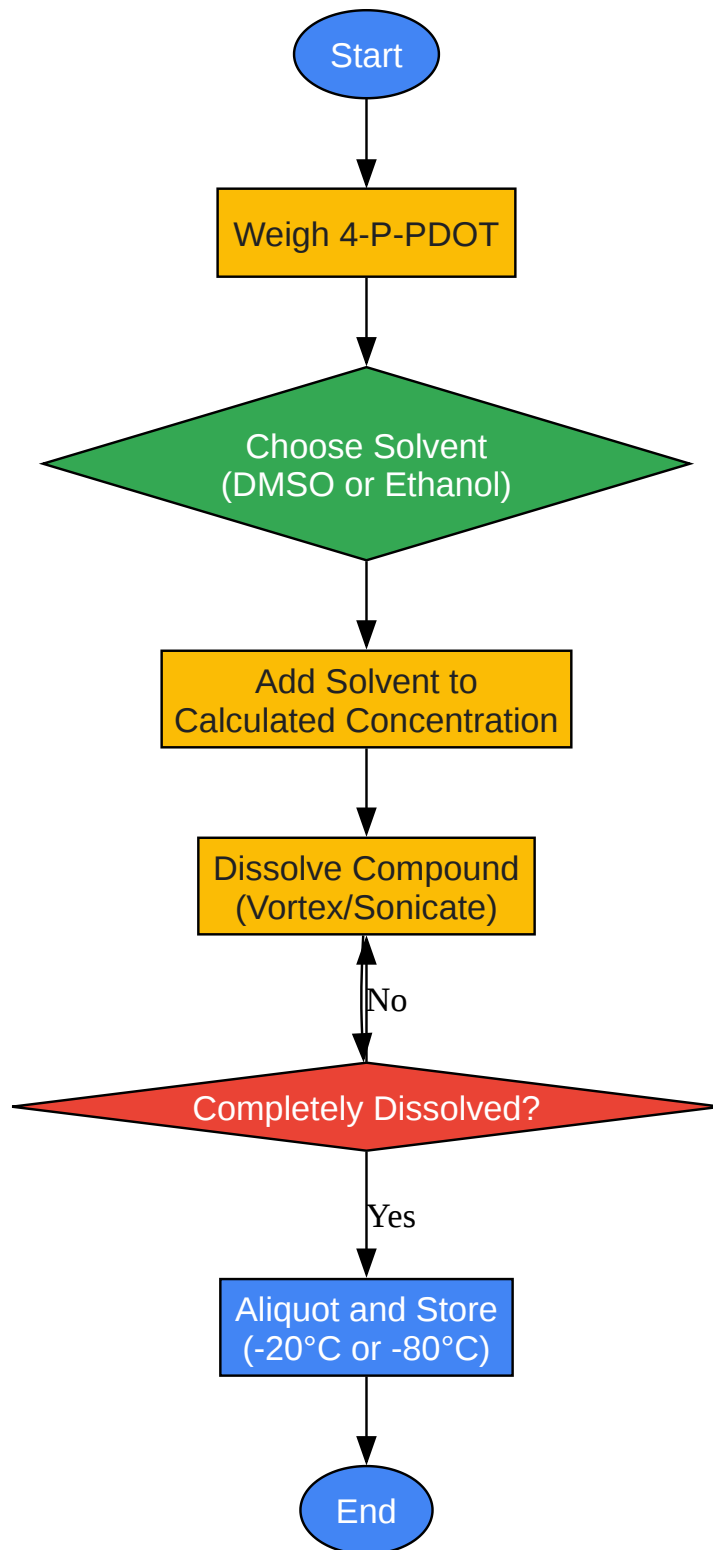 Start
Weigh 4-P-PDOT
Choose Solvent
(DMSO or Ethanol)
Add Solvent to
Calculated Concentration
Dissolve Compound
(Vortex/Sonicate)
No
Completely Dissolved?
Yes
Aliquot and Store
(-20°C or -80°C)
End